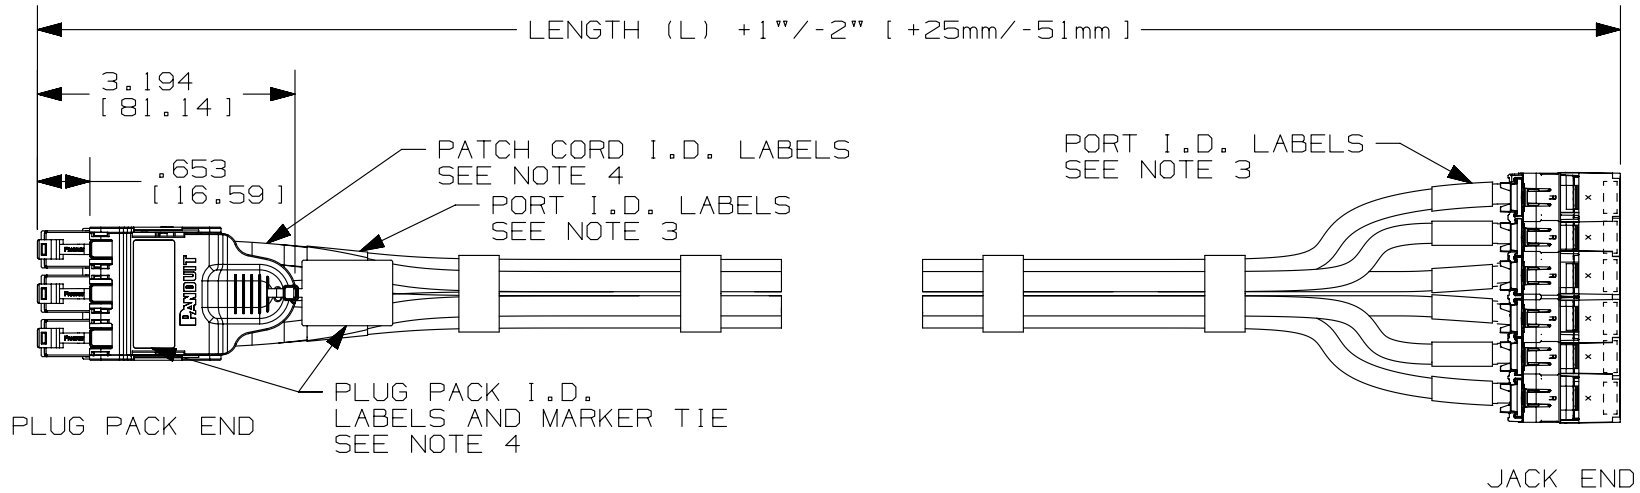 LENGTH (L) +1"/-2" [ +25mm/-51mm ]
3.194
[ 81.14 ]
.653
[ 16.59 ]
PATCH CORD I.D. LABELS
SEE NOTE 4
PORT I.D. LABELS
SEE NOTE 3
PORT I.D. LABELS
SEE NOTE 3
PANDUIT
PLUG PACK I.D.
LABELS AND MARKER TIE
SEE NOTE 4
PLUG PACK END
JACK END
X
X
X
X
X
X